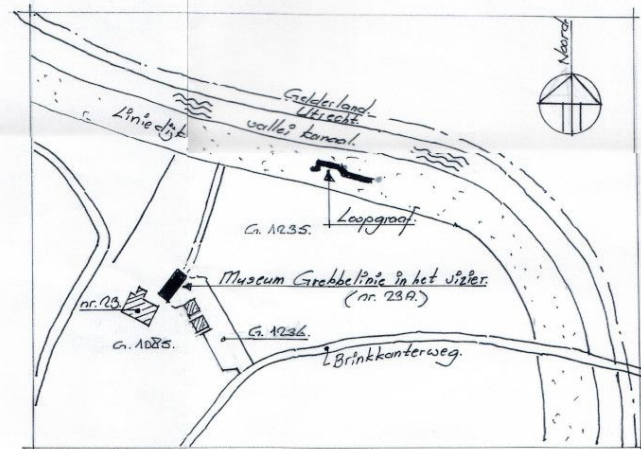 Noord
Gelderland
Utrecht
vallei kanaal.
Liniedijk
Loopgraaf.
G. 1235.
Museum Grebbelinie in het vizier.
(nr. 23A.)
nr. 23.
G. 1236.
G. 1085.
Brinkkanterweg.